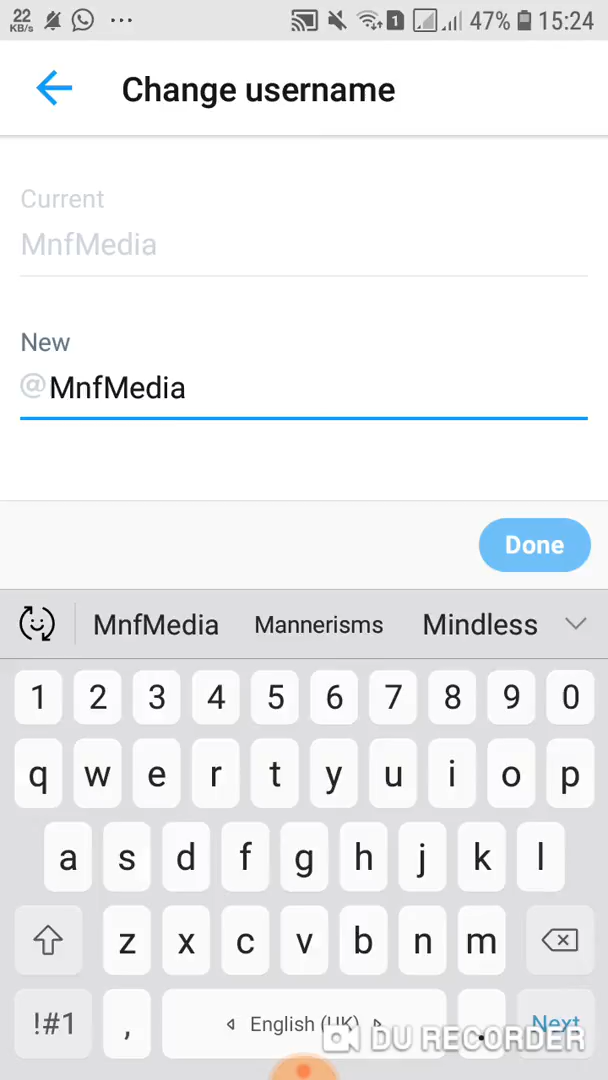 22
KB/s
1
47%
15:24
Change username
Current
MnfMedia
New
@MnfMedia
Done
MnfMedia Mannerisms Mindless
1 2 3 4 5 6 7 8 9 0
q w e r t y u i o p
a s d f g h j k l
z x c v b n m
!#1 , English (UK) . Next
DU RECORDER